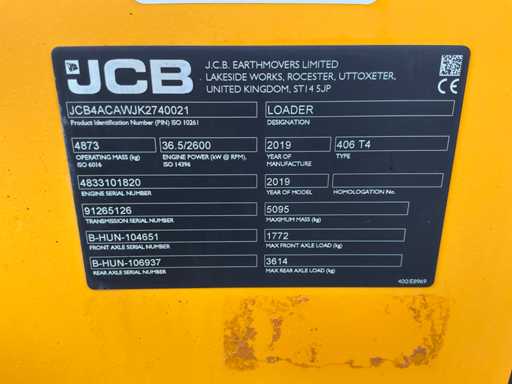 JCB
J.C.B. EARTHMOVERS LIMITED
LAKESIDE WORKS, ROCESTER, UTTOXETER,
UNITED KINGDOM, ST14 5JP
CE
JCB4ACAWJK2740021 LOADER
Product Identification Number (PIN) ISO 10261 DESIGNATION
4873 36.5/2600 2019 406 T4
OPERATING MASS (kg) ENGINE POWER (kW @ RPM), YEAR OF TYPE
ISO 6016 ISO 14396 MANUFACTURE
4833101820 2019
ENGINE SERIAL NUMBER YEAR OF MODEL HOMOLOGATION No.
91265126 5095
TRANSMISSION SERIAL NUMBER MAXIMUM MASS (kg)
B-HUN-104651 1772
FRONT AXLE SERIAL NUMBER MAX FRONT AXLE LOAD (kg)
B-HUN-106937 3614
REAR AXLE SERIAL NUMBER MAX REAR AXLE LOAD (kg)
400/E8969